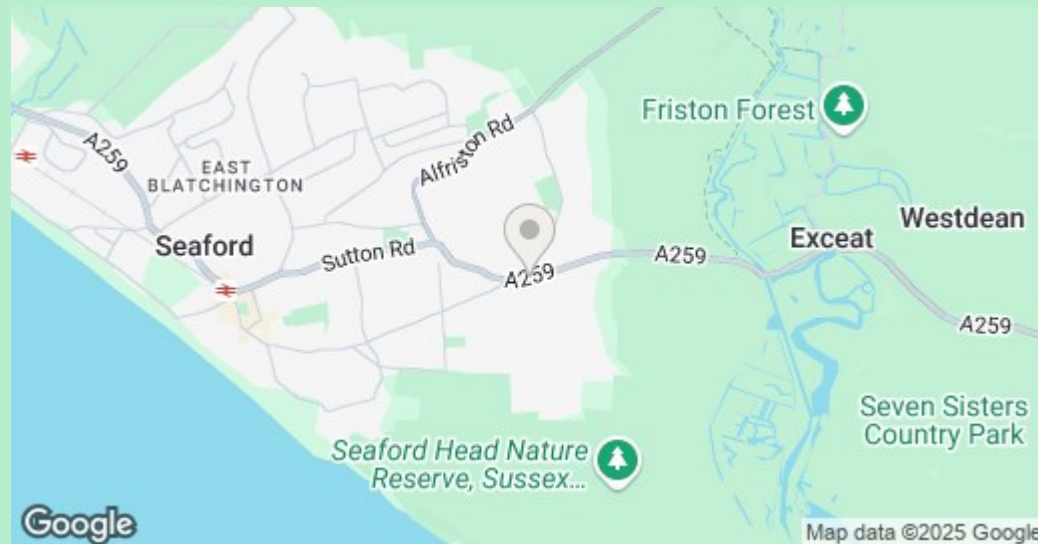 A259
EAST
BLATCHINGTON
Seaford
Sutton Rd
Alfriston Rd
A259
A259
Friston Forest
Exceat
Westdean
A259
Seven Sisters
Country Park
Seaford Head Nature
Reserve, Sussex...
Google
Map data ©2025 Google